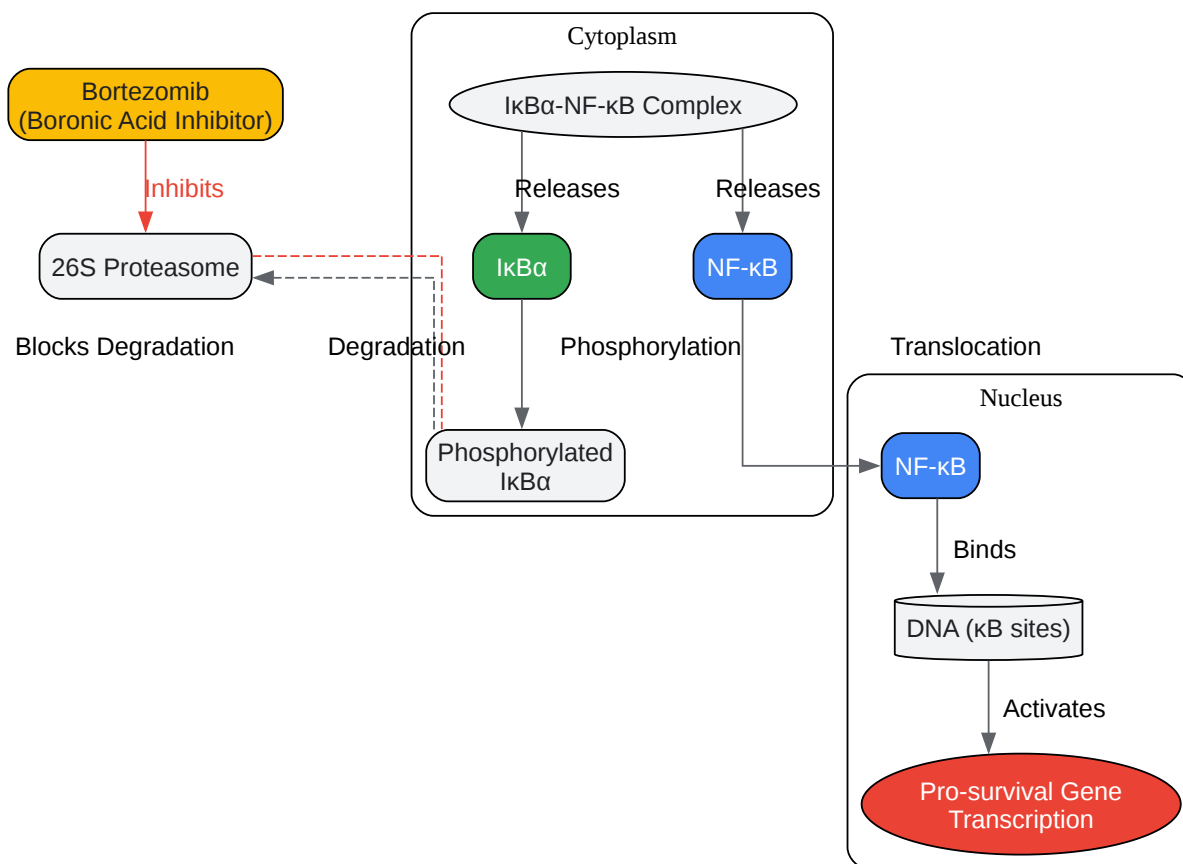 Cytoplasm
Bortezomib
(Boronic Acid Inhibitor)
IκBα-NF-κB Complex
Inhibits
Releases
Releases
26S Proteasome
IκBα
NF-κB
Blocks Degradation
Degradation
Phosphorylation
Translocation
Nucleus
Phosphorylated
IκBα
NF-κB
Binds
DNA (κB sites)
Activates
Pro-survival Gene
Transcription